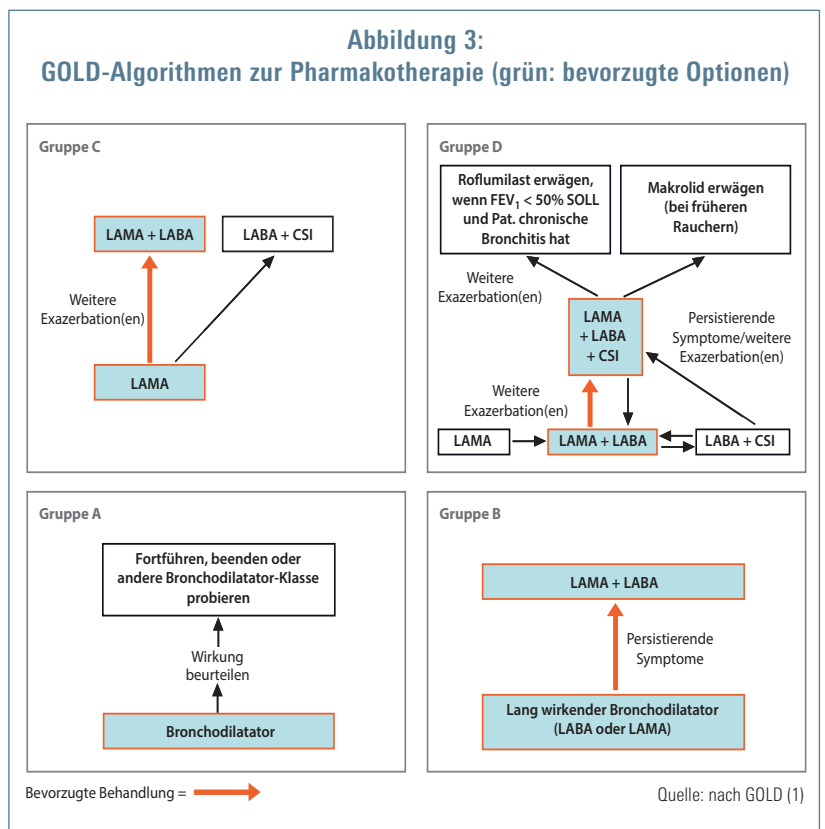 Abbildung 3:
GOLD-Algorithmen zur Pharmakotherapie (grün: bevorzugte Optionen)
Gruppe C
LAMA + LABA
LABA + CSI
Weitere
Exazerbation(en)
LAMA
Gruppe D
Roflumilast erwägen,
wenn FEV₁ < 50% SOLL
und Pat. chronische
Bronchitis hat
Makrolid erwägen
(bei früheren
Rauchern)
Weitere
Exazerbation(en)
LAMA
+ LABA
+ CSI
Persistierende
Symptome/weitere
Exazerbation(en)
Weitere
Exazerbation(en)
LAMA
LAMA + LABA
LABA + CSI
Gruppe A
Fortführen, beenden oder
andere Bronchodilatator-Klasse
probieren
Wirkung
beurteilen
Bronchodilatator
Gruppe B
LAMA + LABA
Persistierende
Symptome
Lang wirkender Bronchodilatator
(LABA oder LAMA)
Bevorzugte Behandlung =
Quelle: nach GOLD (1)